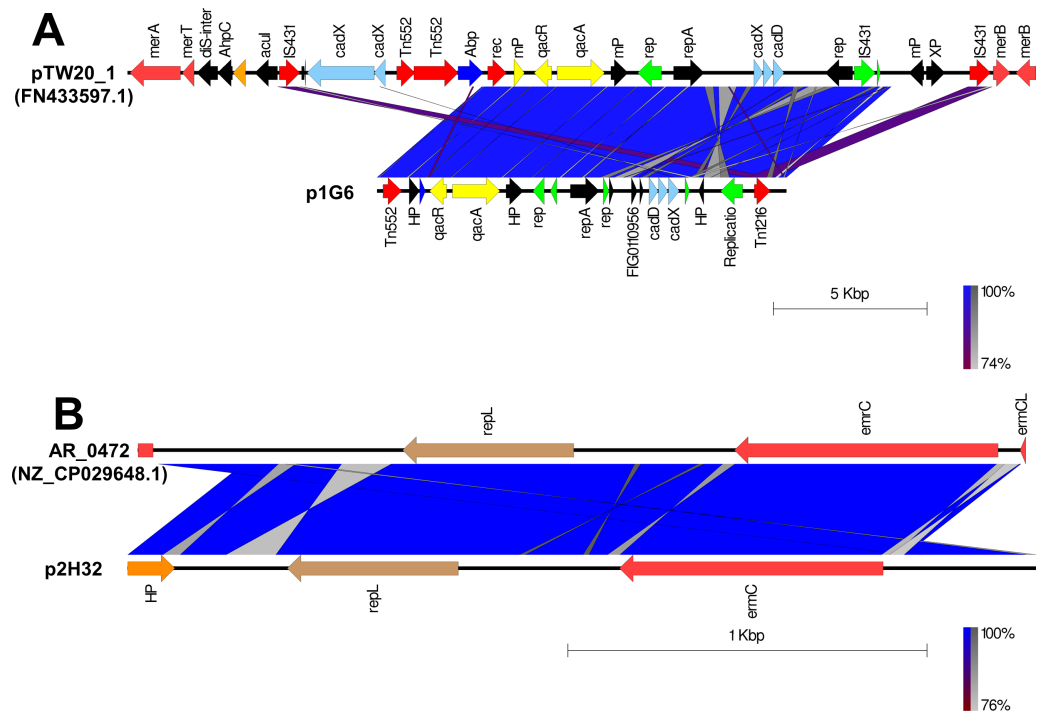 A
merA
merT
diS-inter
AhpC
acuI
IS431
cadX
cadX
Tn552
Tn552
Abp
rec
mP
qacR
qacA
mP
rep
repA
cadX
cadD
rep
IS431
mP
XP
IS431
merB
merB
pTW20_1
(FN433597.1)
p1G6
Tn552
HP
qacR
qacA
HP
rep
repA
rep
FIG0110956
cadD
cadX
HP
Replicatio
Tn1216
5 Kbp
100%
74%
B
repL
emrC
ermCL
AR_0472
(NZ_CP029648.1)
p2H32
HP
repL
ermC
1 Kbp
100%
76%